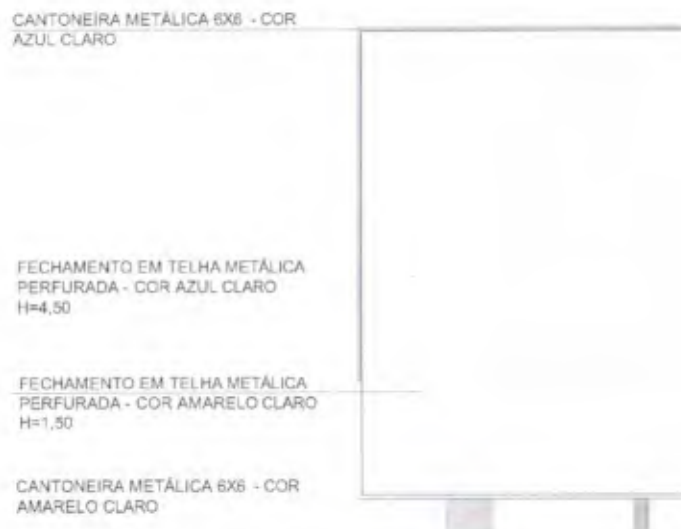 CANTONEIRA METÁLICA 6X6 - COR
AZUL CLARO
FECHAMENTO EM TELHA METÁLICA
PERFURADA - COR AZUL CLARO
H=4,50
FECHAMENTO EM TELHA METÁLICA
PERFURADA - COR AMARELO CLARO
H=1,50
CANTONEIRA METÁLICA 6X6 - COR
AMARELO CLARO